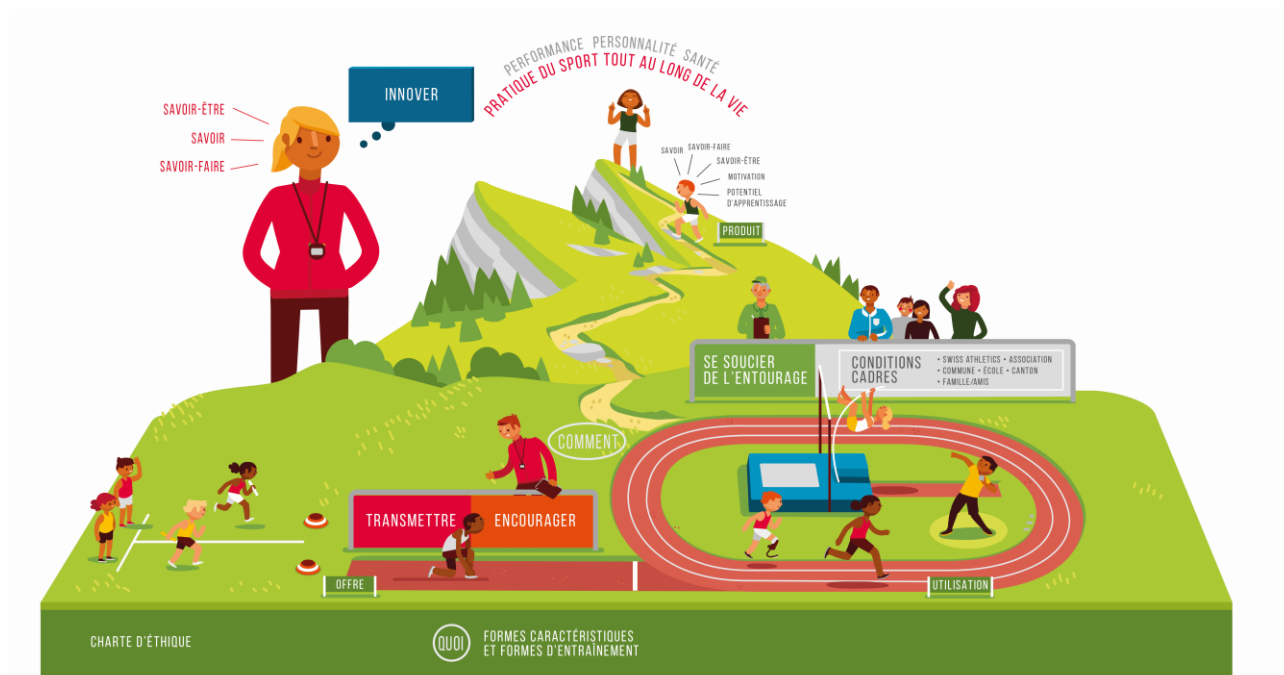 PERFORMANCE PERSONNALITÉ SANTÉ
PRATIQUE DU SPORT TOUT AU LONG DE LA VIE
INNOVER
SAVOIR-ÊTRE
SAVOIR
SAVOIR-FAIRE
SAVOIR
SAVOIR-FAIRE
SAVOIR-ÊTRE
MOTIVATION
POTENTIEL
D'APPRENTISSAGE
PRODUIT
SE SOUCIER
DE L'ENTOURAGE
CONDITIONS
CADRES
• SWISS ATHLETICS • ASSOCIATION
• COMMUNE • ÉCOLE • CANTON
• FAMILLE/AMIS
COMMENT
TRANSMETTRE
ENCOURAGER
OFFRE
UTILISATION
CHARTE D'ÉTHIQUE
QUOI
FORMES CARACTÉRISTIQUES
ET FORMES D'ENTRAÎNEMENT